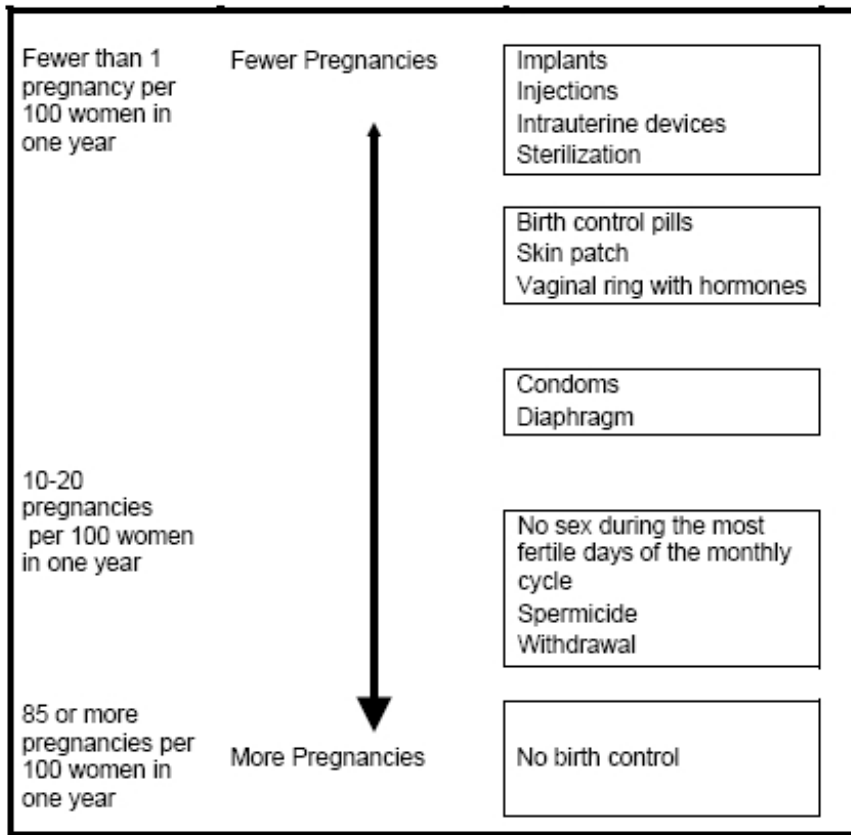 Fewer than 1
pregnancy per
100 women in
one year
Fewer Pregnancies
Implants
Injections
Intrauterine devices
Sterilization
Birth control pills
Skin patch
Vaginal ring with hormones
Condoms
Diaphragm
10-20
pregnancies
per 100 women
in one year
No sex during the most
fertile days of the monthly
cycle
Spermicide
Withdrawal
85 or more
pregnancies per
100 women in
one year
More Pregnancies
No birth control